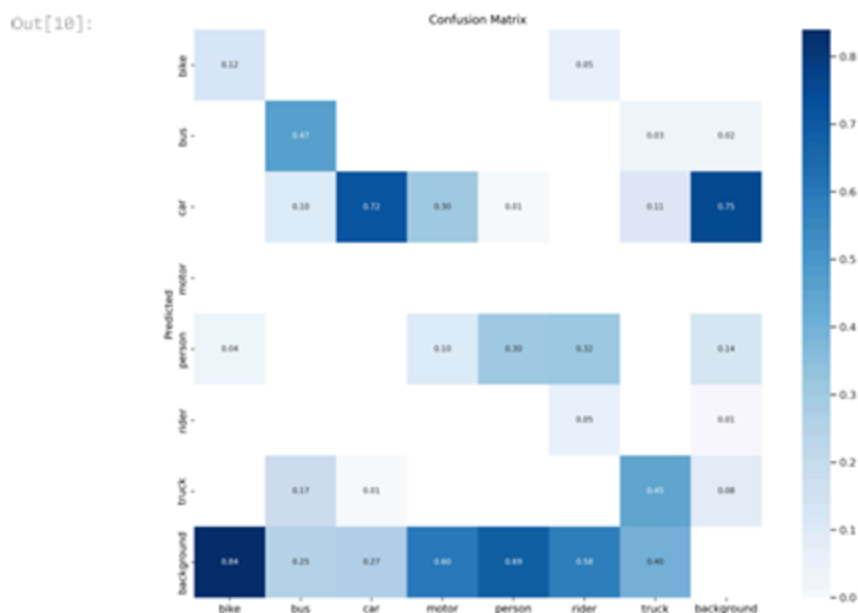 Out[10]:
Confusion Matrix
0.8
bike
0.12 0.05
0.7
bus
0.47 0.03 0.02
0.6
car
0.10 0.72 0.30 0.01 0.11 0.75
0.5
motor
Predicted
0.4
person
0.04 0.10 0.30 0.32 0.14
0.3
rider
0.05 0.01
0.2
truck
0.17 0.01 0.45 0.08
0.1
background
0.84 0.25 0.27 0.60 0.69 0.58 0.40
0.0
bike bus car motor person rider truck background